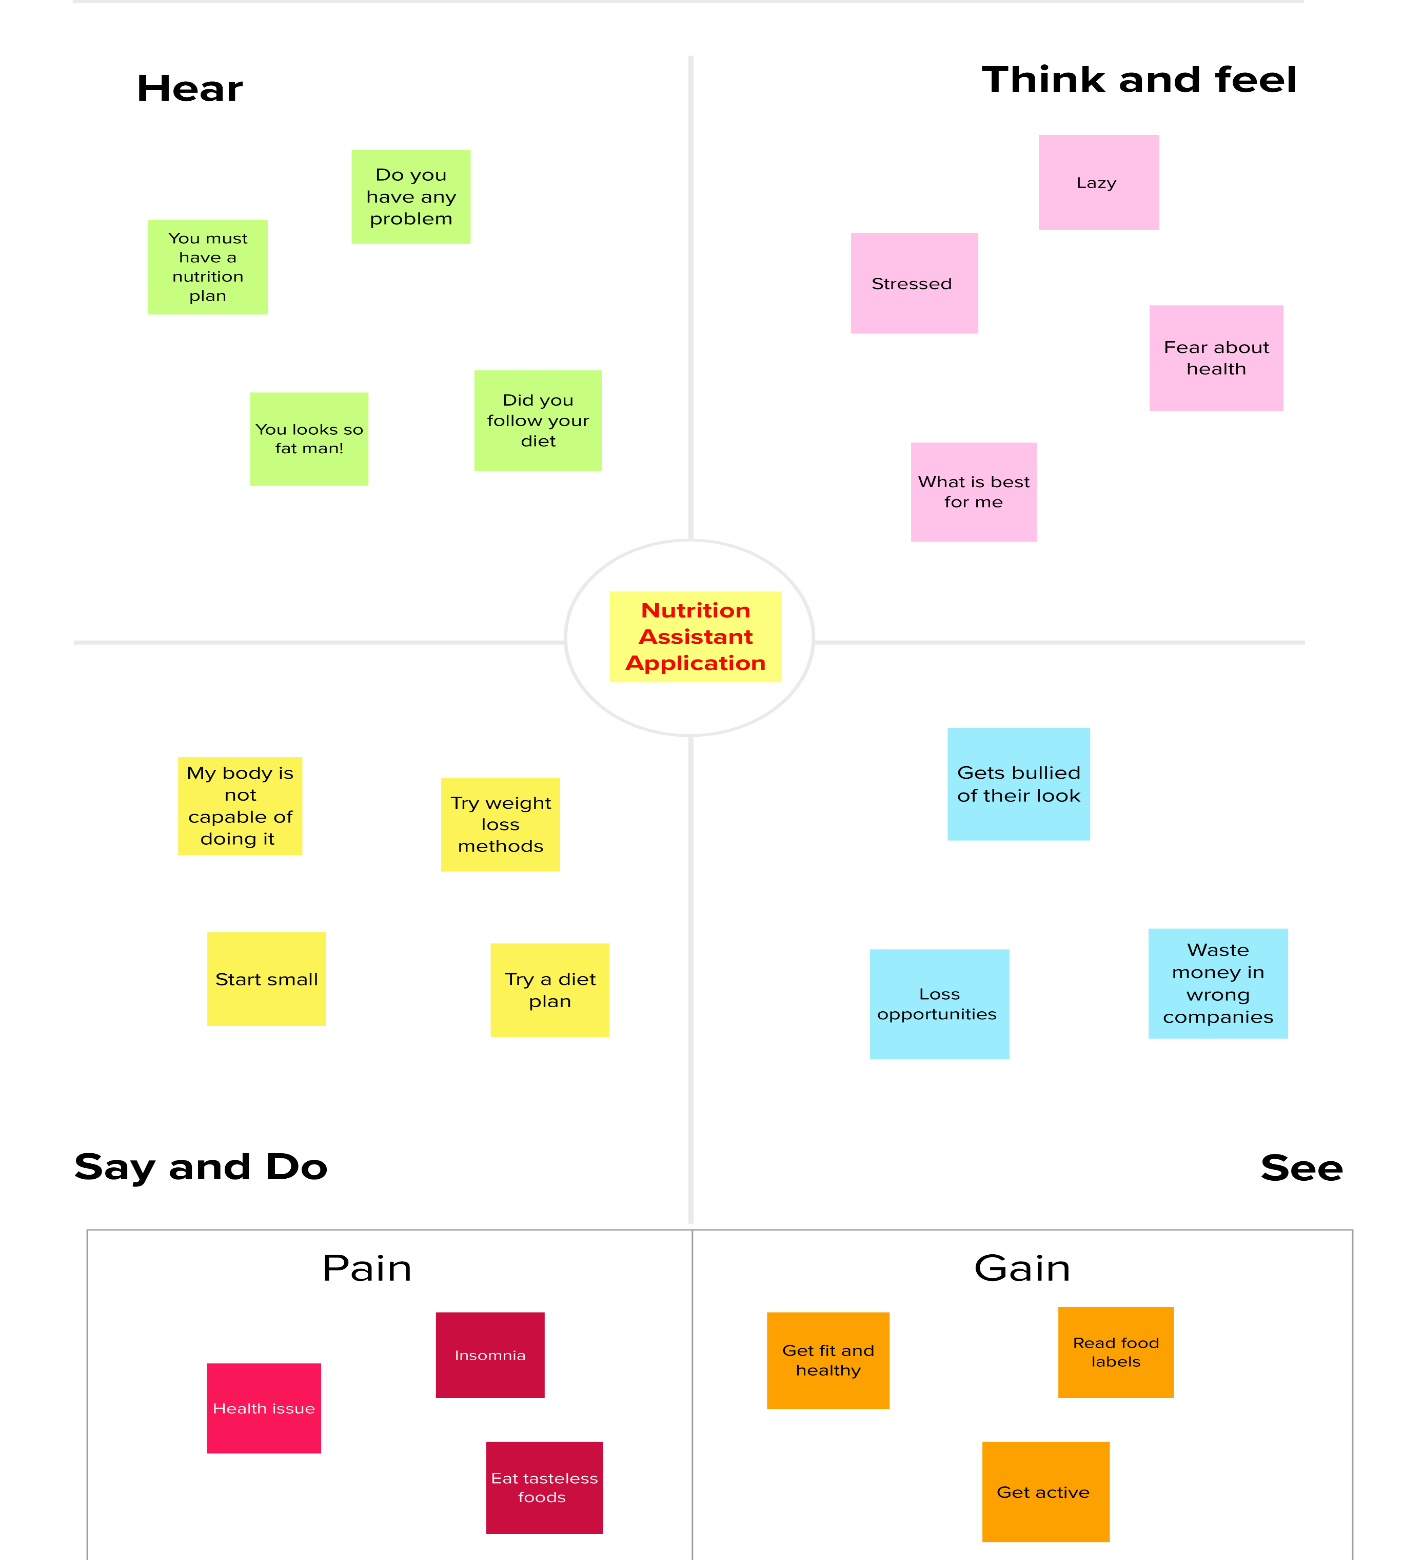 Hear
Think and feel
Do you
have any
problem
You must
have a
nutrition
plan
You looks so
fat man!
Did you
follow your
diet
Lazy
Stressed
Fear about
health
What is best
for me
Nutrition
Assistant
Application
My body is
not
capable of
doing it
Try weight
loss
methods
Start small
Try a diet
plan
Gets bullied
of their look
Loss
opportunities
Waste
money in
wrong
companies
Say and Do
See
Pain
Insomnia
Health issue
Eat tasteless
foods
Gain
Get fit and
healthy
Read food
labels
Get active